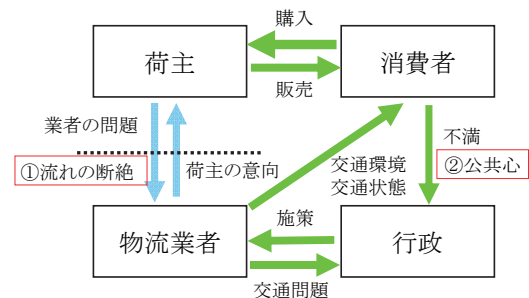 購入
荷主
消費者
販売
業者の問題
不満
①流れの断絶
荷主の意向
交通環境
交通状態
②公共心
施策
物流業者
行政
交通問題